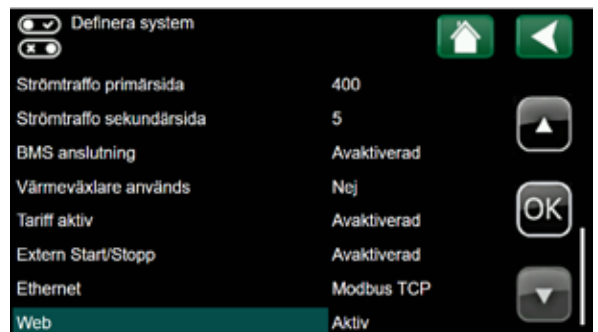 Definera system
Strömtraffo primärsida 400
Strömtraffo sekundärsida 5
BMS anslutning Avaktiverad
Värmeväxlare används Nej
Tariff aktiv Avaktiverad
Extern Start/Stopp Avaktiverad
OK
Ethernet Modbus TCP
Web Aktiv